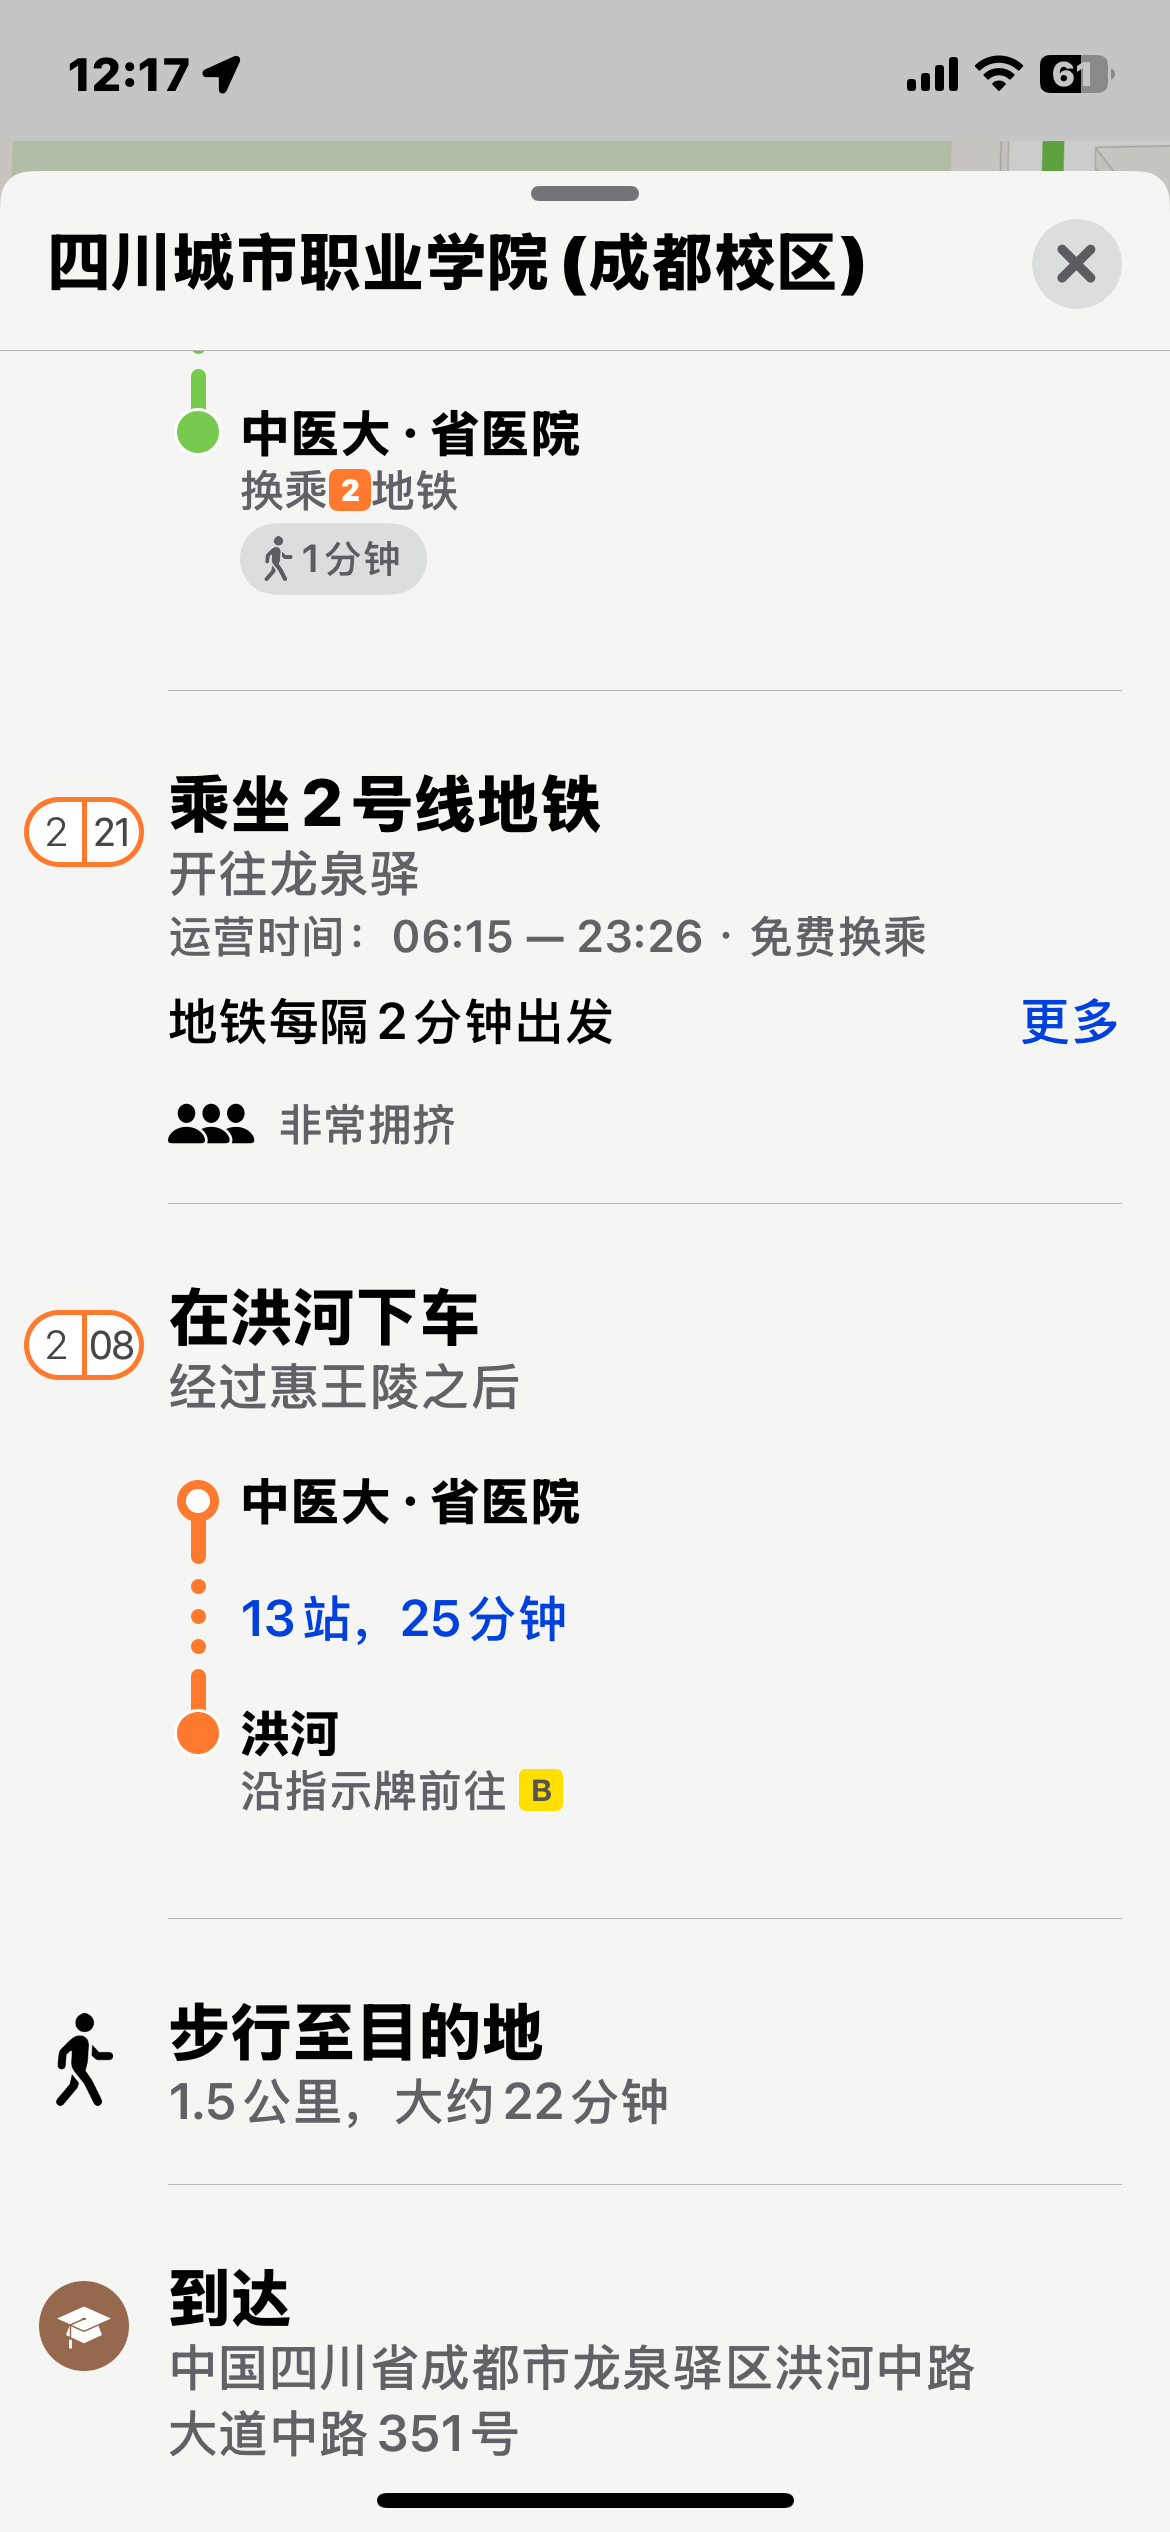 12:17
61
四川城市职业学院 (成都校区)
中医大 · 省医院
换乘2地铁
1分钟
2 21
乘坐 2 号线地铁
开往龙泉驿
运营时间： 06:15 — 23:26 · 免费换乘
地铁每隔 2 分钟出发
更多
非常拥挤
2 08
在洪河下车
经过惠王陵之后
中医大 · 省医院
13 站，25 分钟
洪河
沿指示牌前往 B
步行至目的地
1.5 公里，大约 22 分钟
到达
中国四川省成都市龙泉驿区洪河中路
大道中路 351 号